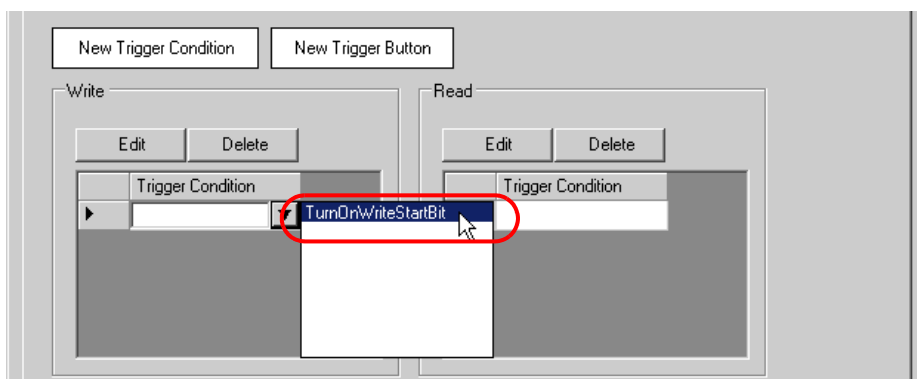 New Trigger Condition
New Trigger Button
Write
Read
Edit
Delete
Edit
Delete
Trigger Condition
Trigger Condition
TurnOnWriteStartBit